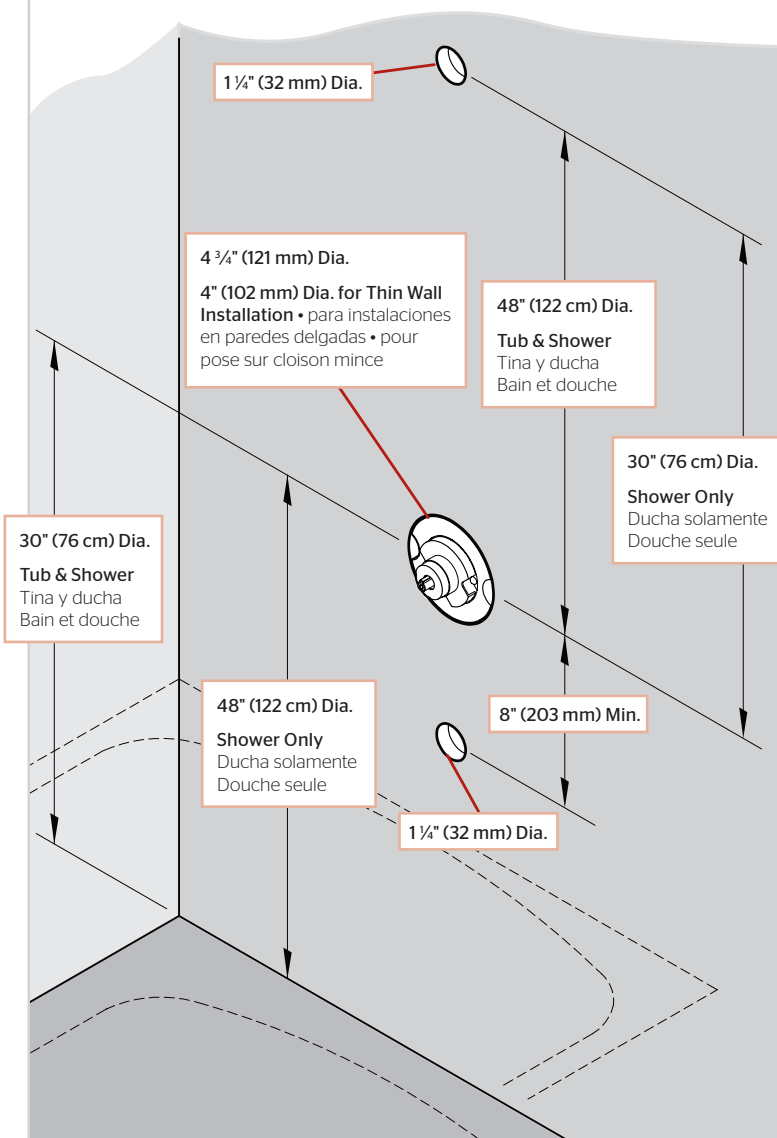 1 ¼" (32 mm) Dia.
4 ¾" (121 mm) Dia.
4" (102 mm) Dia. for Thin Wall
Installation • para instalaciones
en paredes delgadas • pour
pose sur cloison mince
48" (122 cm) Dia.
Tub & Shower
Tina y ducha
Bain et douche
30" (76 cm) Dia.
Shower Only
Ducha solamente
Douche seule
30" (76 cm) Dia.
Tub & Shower
Tina y ducha
Bain et douche
48" (122 cm) Dia.
Shower Only
Ducha solamente
Douche seule
8" (203 mm) Min.
1 ¼" (32 mm) Dia.